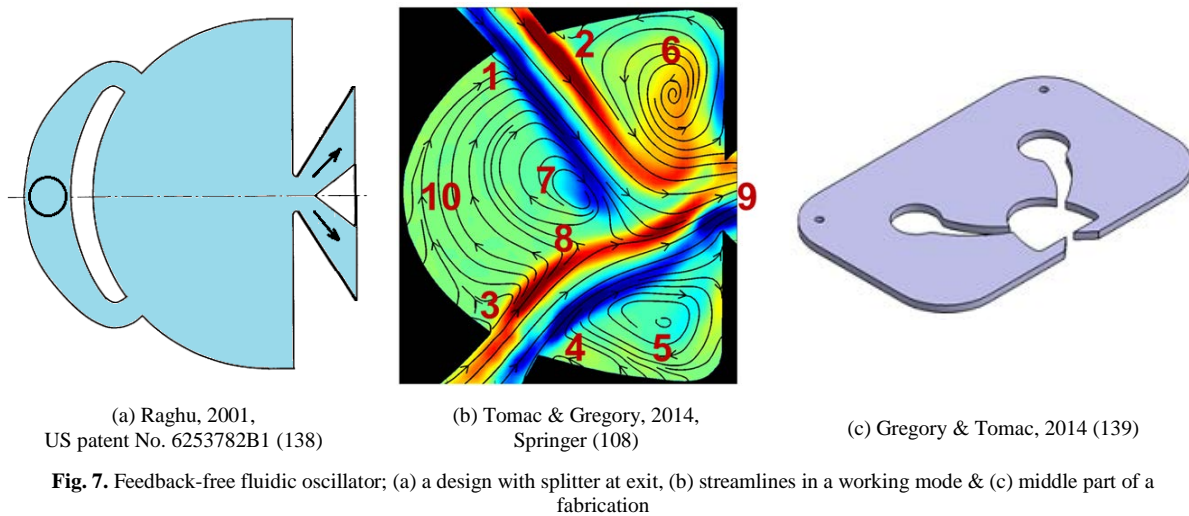 1
2
3
4
5
6
7
8
9
10
(a) Raghu, 2001,
US patent No. 6253782B1 (138)
(b) Tomac & Gregory, 2014,
Springer (108)
(c) Gregory & Tomac, 2014 (139)
Fig. 7. Feedback-free fluidic oscillator; (a) a design with splitter at exit, (b) streamlines in a working mode & (c) middle part of a
fabrication